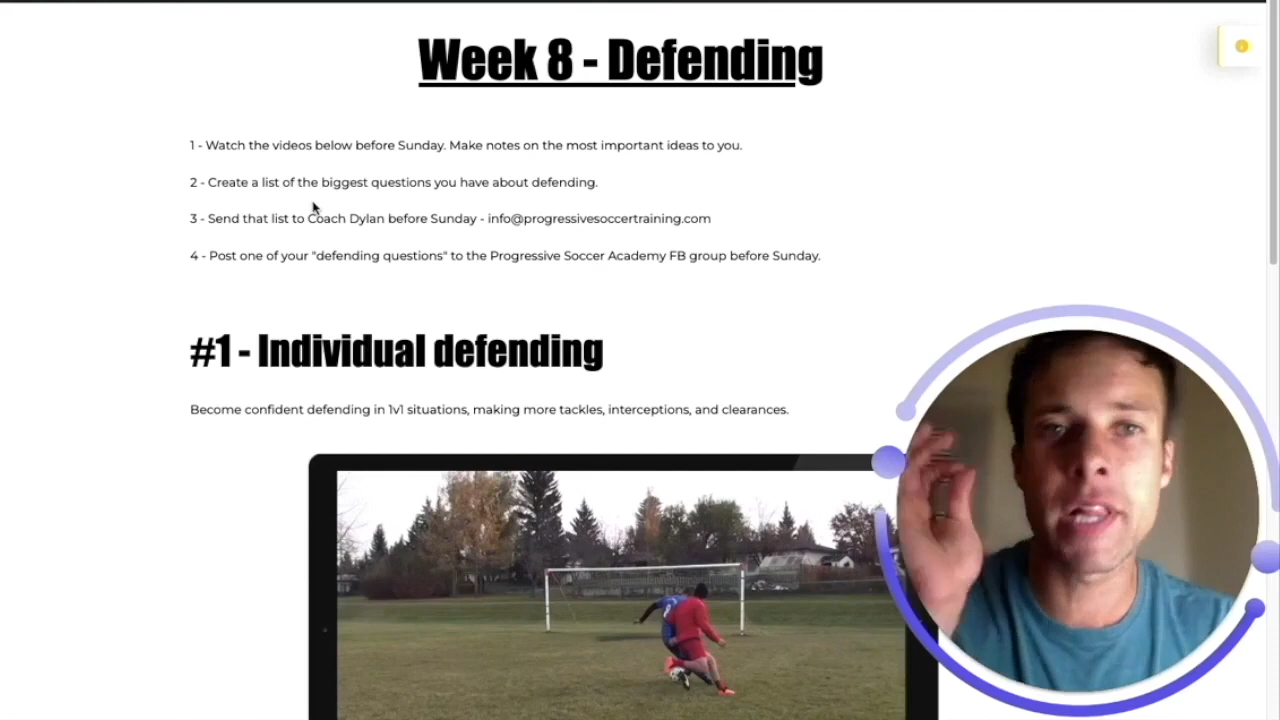 Week 8 - Defending
1 - Watch the videos below before Sunday. Make notes on the most important ideas to you.
2 - Create a list of the biggest questions you have about defending.
3 - Send that list to Coach Dylan before Sunday - info@progressivesoccertraining.com
4 - Post one of your "defending questions" to the Progressive Soccer Academy FB group before Sunday.
#1 - Individual defending
Become confident defending in 1v1 situations, making more tackles, interceptions, and clearances.